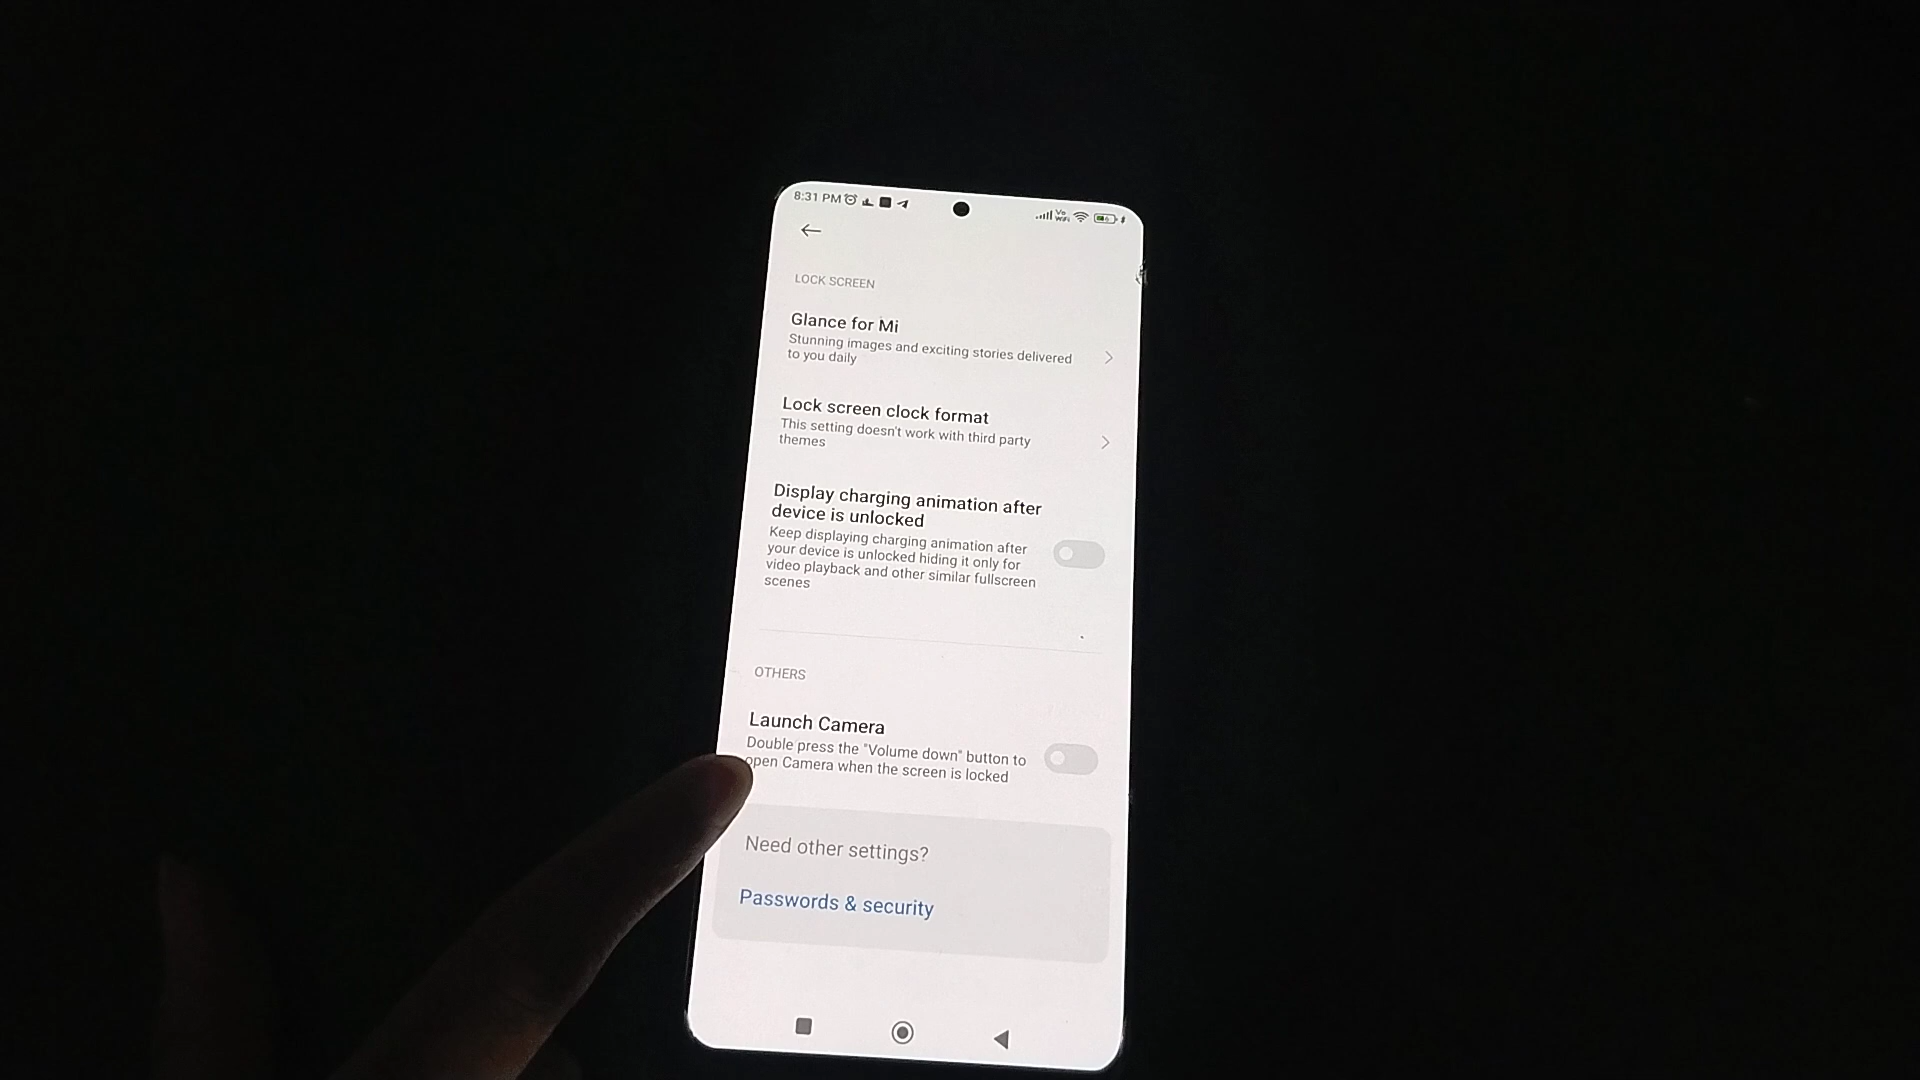 8:31 PM
Vo
WiFi
LOCK SCREEN
Glance for Mi
Stunning images and exciting stories delivered
to you daily
Lock screen clock format
This setting doesn't work with third party
themes
Display charging animation after
device is unlocked
Keep displaying charging animation after
your device is unlocked hiding it only for
video playback and other similar fullscreen
scenes
OTHERS
Launch Camera
Double press the "Volume down" button to
open Camera when the screen is locked
Need other settings?
Passwords & security